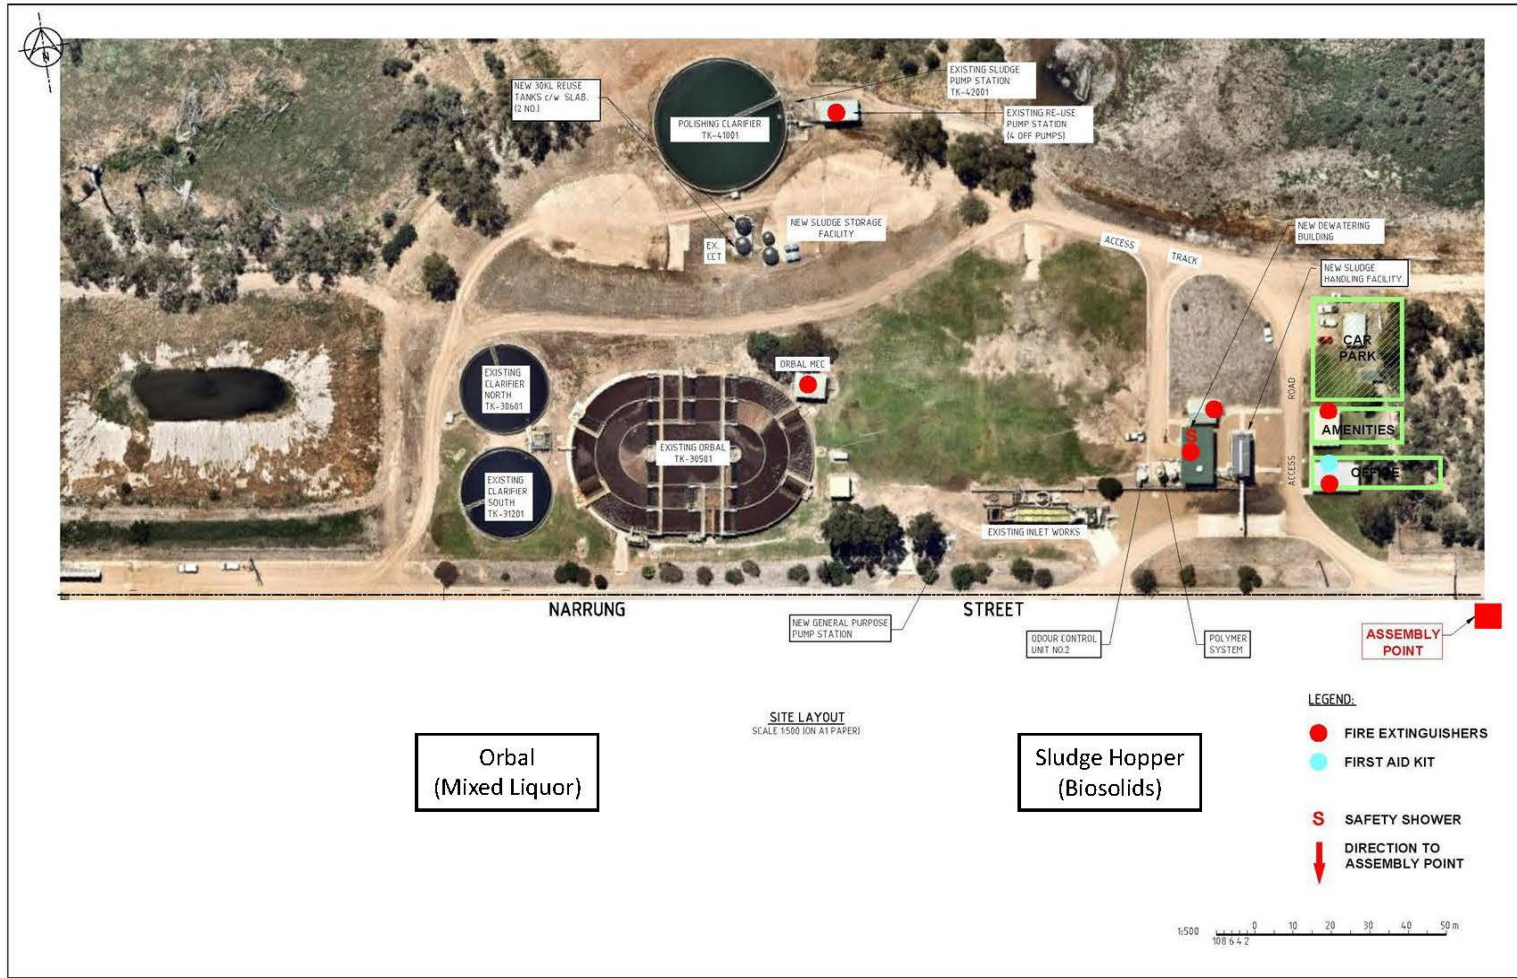 N
NEW 30KL REUSE
TANKS c/w SLAB.
(2 NO.)
POLISHING CLARIFIER
TK-41001
EXISTING SLUDGE
PUMP STATION
TK-42001
EXISTING RE-USE
PUMP STATION
(4 OFF PUMPS)
EX.
CCT
NEW SLUDGE STORAGE
FACILITY
ACCESS
TRACK
NEW DEWATERING
BUILDING
NEW SLUDGE
HANDLING FACILITY
CAR
PARK
ROAD
ACCESS
AMENITIES
OFFICE
S
ORBAL MCC
EXISTING
CLARIFIER
NORTH
TK-30601
EXISTING ORBAL
TK-30501
EXISTING
CLARIFIER
SOUTH
TK-31201
EXISTING INLET WORKS
NARRUNG STREET
NEW GENERAL PURPOSE
PUMP STATION
ODOUR CONTROL
UNIT NO.2
POLYMER
SYSTEM
ASSEMBLY
POINT
SITE LAYOUT
SCALE 1:500 (ON A1 PAPER)
Orbal
(Mixed Liquor)
Sludge Hopper
(Biosolids)
LEGEND:
FIRE EXTINGUISHERS
FIRST AID KIT
S SAFETY SHOWER
DIRECTION TO
ASSEMBLY POINT
1:500
0 10 20 30 40 50 m
10 8 6 4 2